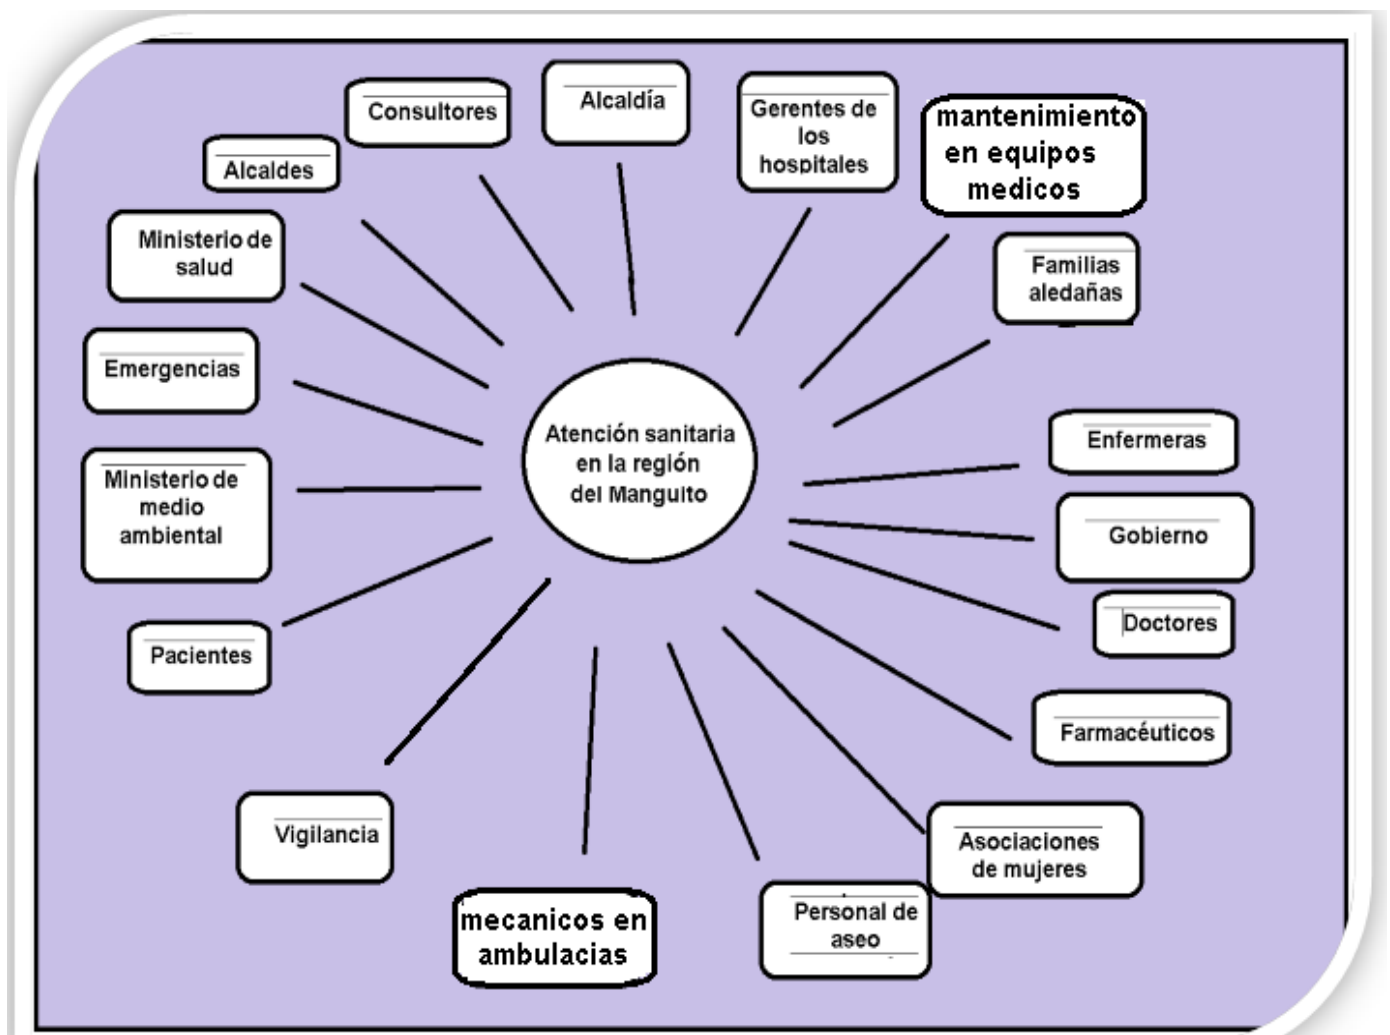 Alcaldía
Consultores
Gerentes de
los
hospitales
mantenimiento
en equipos
medicos
Alcaldes
Ministerio de
salud
Familias
aledañas
Emergencias
Atención sanitaria
en la región
del Manguito
Enfermeras
Ministerio de
medio
ambiental
Gobierno
Doctores
Pacientes
Farmacéuticos
Vigilancia
Asociaciones
de mujeres
mecanicos en
ambulacias
Personal de
aseo